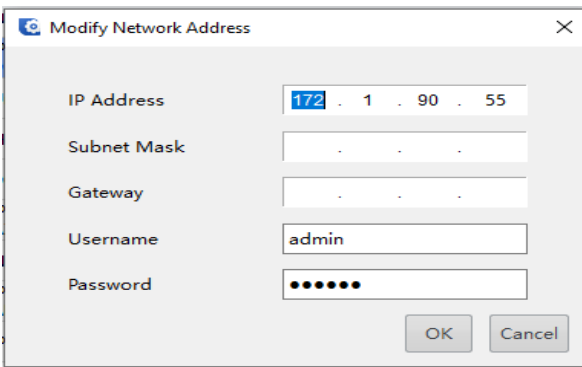 Modify Network Address
IP Address 172 . 1 . 90 . 55
Subnet Mask . . .
Gateway . . .
Username admin
Password ●●●●●●
OK Cancel